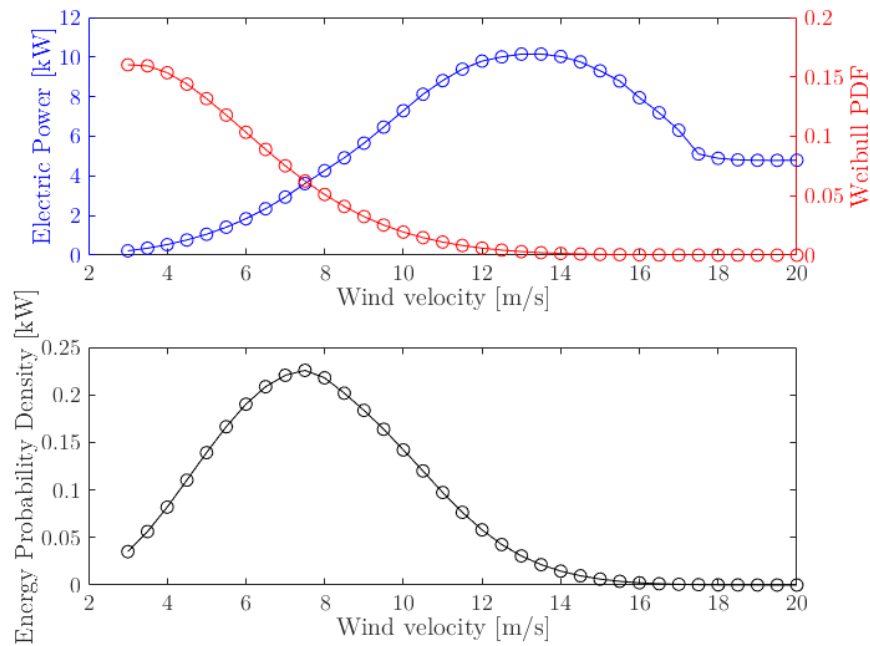 Electric Power [kW]
12
10
8
6
4
2
0
Weibull PDF
0.2
0.15
0.1
0.05
0
2 4 6 8 10 12 14 16 18 20
Wind velocity [m/s]
Energy Probability Density [kW]
0.25
0.2
0.15
0.1
0.05
0
2 4 6 8 10 12 14 16 18 20
Wind velocity [m/s]